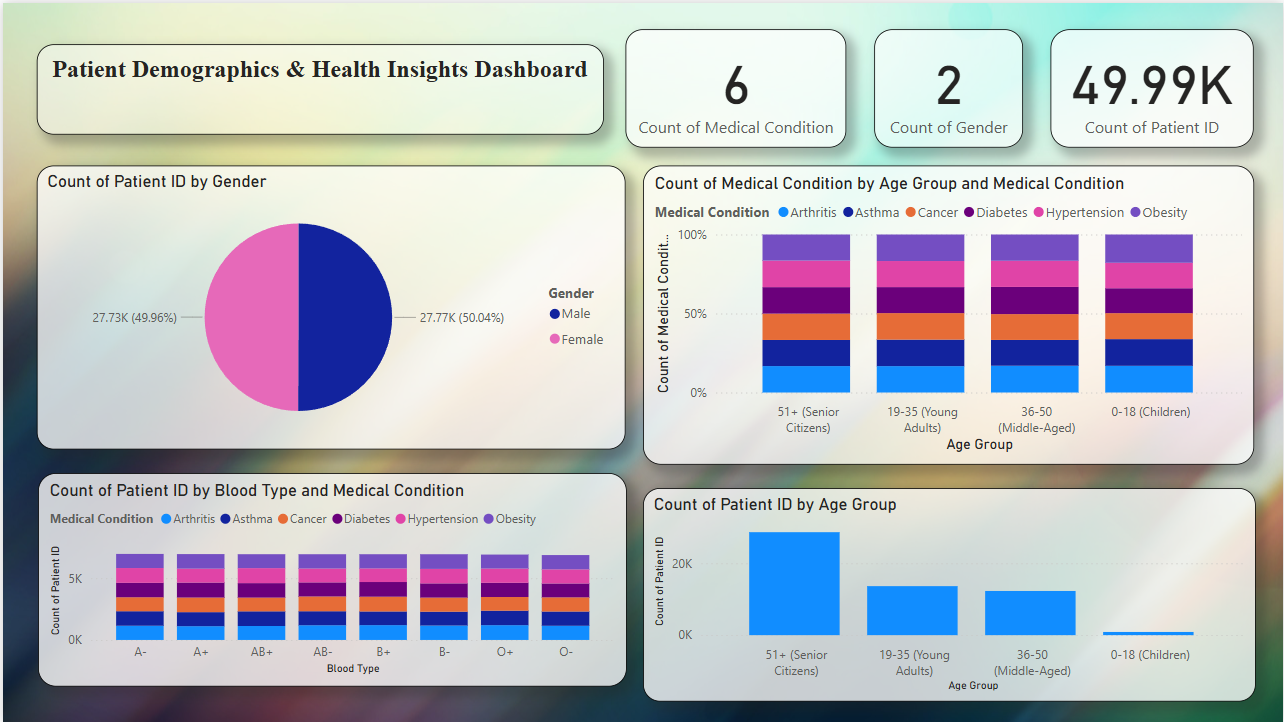 Patient Demographics & Health Insights Dashboard
6
Count of Medical Condition
2
Count of Gender
49.99K
Count of Patient ID
Count of Patient ID by Gender
27.73K (49.96%)
27.77K (50.04%)
Gender
Male
Female
Count of Medical Condition by Age Group and Medical Condition
Medical Condition Arthritis Asthma Cancer Diabetes Hypertension Obesity
Count of Medical Condit...
100%
50%
0%
51+ (Senior
Citizens)
19-35 (Young
Adults)
36-50
(Middle-Aged)
0-18 (Children)
Age Group
Count of Patient ID by Blood Type and Medical Condition
Medical Condition Arthritis Asthma Cancer Diabetes Hypertension Obesity
Count of Patient ID
5K
0K
A- A+ AB+ AB- B+ B- O+ O-
Blood Type
Count of Patient ID by Age Group
Count of Patient ID
20K
0K
51+ (Senior
Citizens)
19-35 (Young
Adults)
36-50
(Middle-Aged)
0-18 (Children)
Age Group